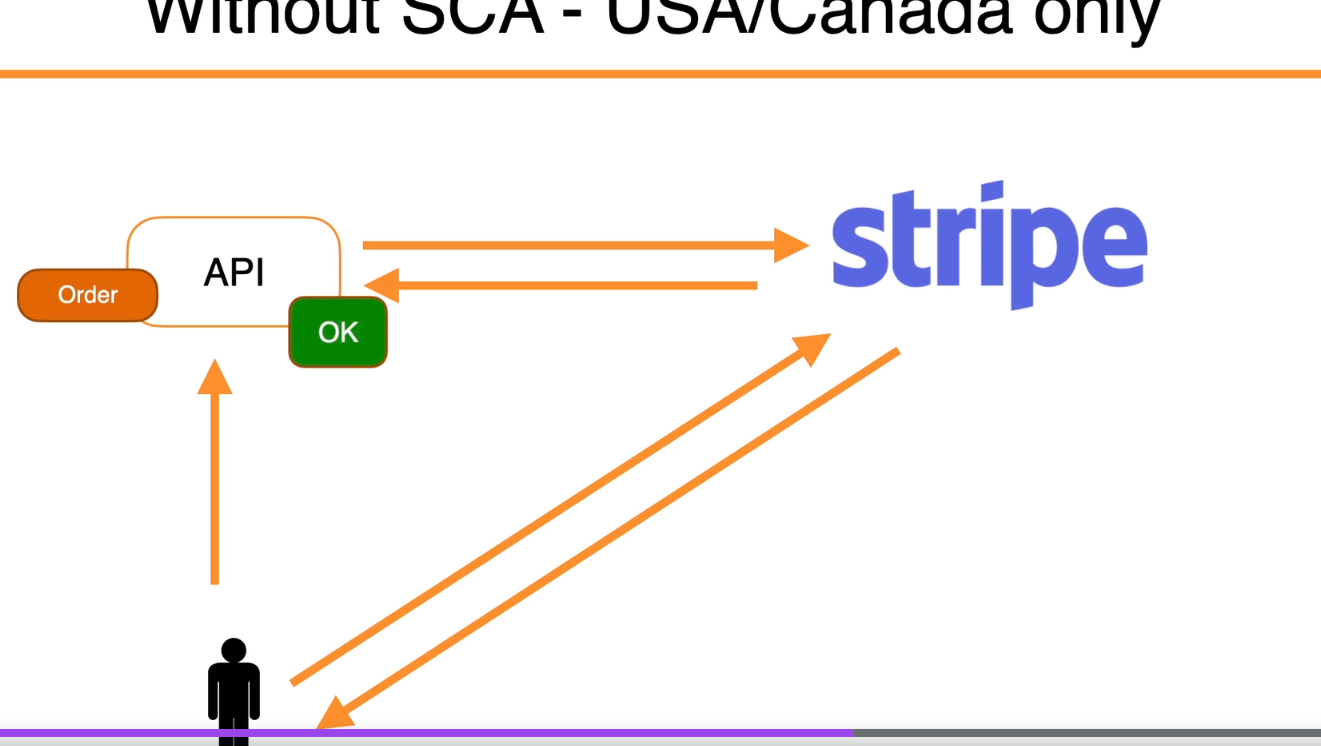 Without SCA - USA/Canada only
stripe
API
Order
OK